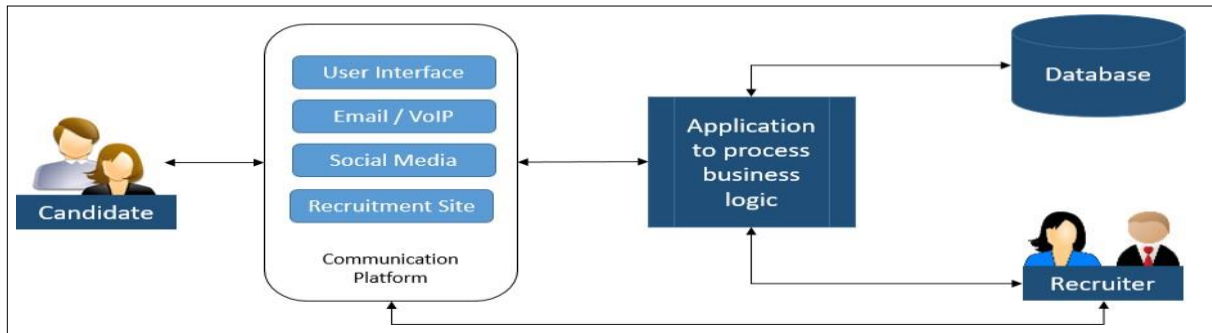 User Interface
Email / VoIP
Social Media
Recruitment Site
Communication
Platform
Candidate
Application
to process
business
logic
Database
Recruiter